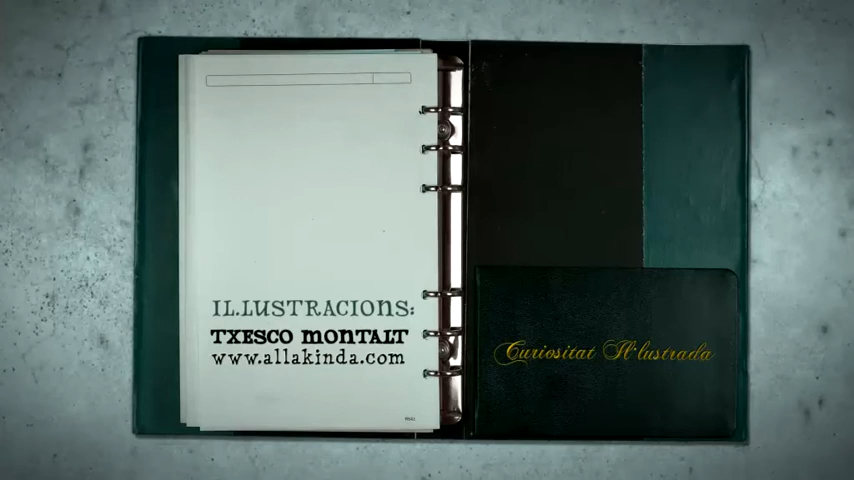 IL.LUSTRACIONS:
TXESCO MONTALT
www.allakinda.com
Curiositat Il·lustrada